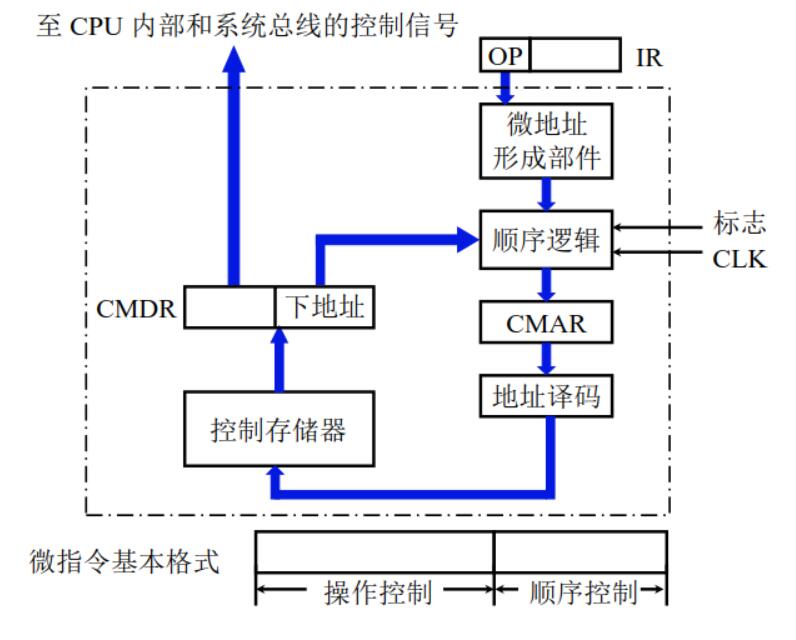 至 CPU 内部和系统总线的控制信号
OP
IR
微地址
形成部件
顺序逻辑
标志
CLK
CMDR
下地址
CMAR
地址译码
控制存储器
微指令基本格式
操作控制
顺序控制